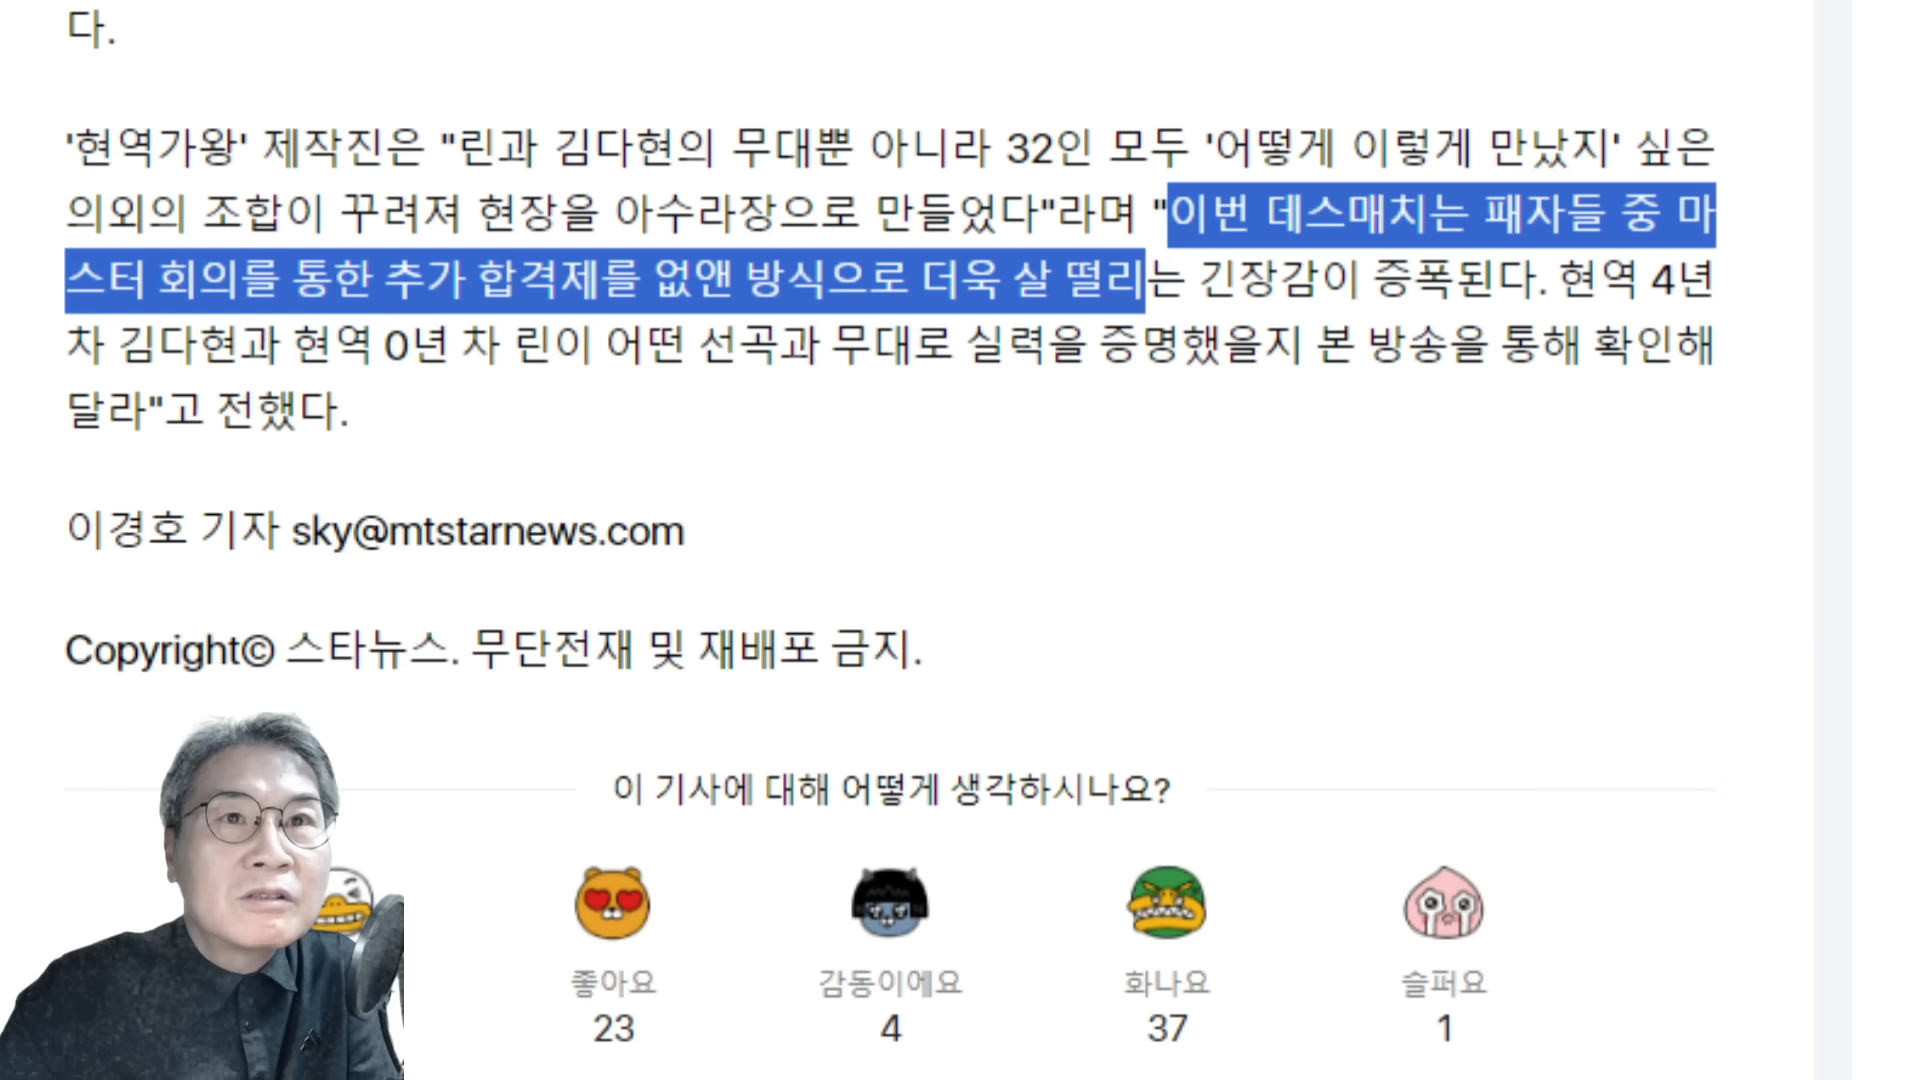 다.
'현역가왕' 제작진은 "린과 김다현의 무대뿐 아니라 32인 모두 '어떻게 이렇게 만났지' 싶은
의외의 조합이 꾸려져 현장을 아수라장으로 만들었다"라며 "이번 데스매치는 패자들 중 마
스터 회의를 통한 추가 합격제를 없앤 방식으로 더욱 살 떨리는 긴장감이 증폭된다. 현역 4년
차 김다현과 현역 0년 차 린이 어떤 선곡과 무대로 실력을 증명했을지 본 방송을 통해 확인해
달라"고 전했다.
이경호 기자 sky@mtstarnews.com
Copyright© 스타뉴스. 무단전재 및 재배포 금지.
이 기사에 대해 어떻게 생각하시나요?
좋아요 감동이에요 화나요 슬퍼요
23 4 37 1